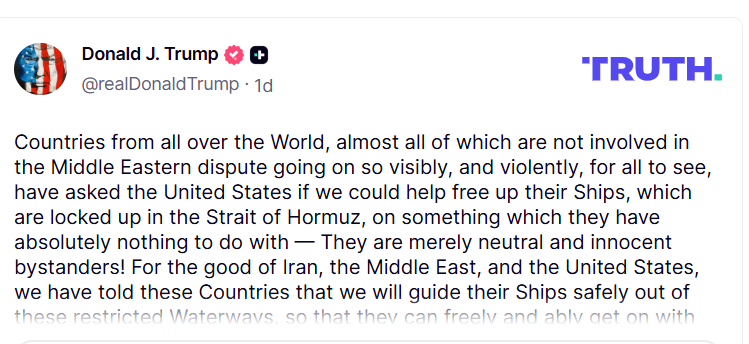 Donald J. Trump
@realDonaldTrump · 1d
TRUTH.
Countries from all over the World, almost all of which are not involved in
the Middle Eastern dispute going on so visibly, and violently, for all to see,
have asked the United States if we could help free up their Ships, which
are locked up in the Strait of Hormuz, on something which they have
absolutely nothing to do with — They are merely neutral and innocent
bystanders! For the good of Iran, the Middle East, and the United States,
we have told these Countries that we will guide their Ships safely out of
these restricted Waterways, so that they can freely and ably get on with